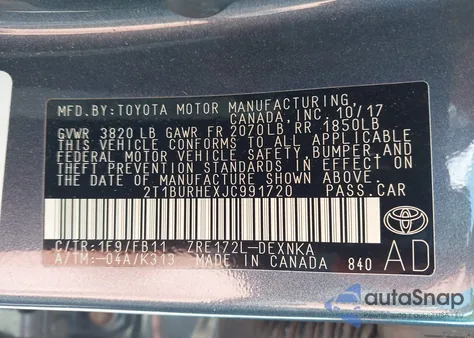 MFD.BY:TOYOTA MOTOR MANUFACTURING
CANADA,INC. 10/17
GVWR 3820 LB GAWR FR 2070LB RR 1850LB
THIS VEHICLE CONFORMS TO ALL APPLICABLE
FEDERAL MOTOR VEHICLE SAFETY, BUMPER, AND
THEFT PREVENTION STANDARDS IN EFFECT ON
THE DATE OF MANUFACTURE SHOWN ABOVE.
2T1BURHEXJC991720 PASS.CAR
C/TR:1F9/FB11 ZRE172L-DEXNKA
A/TM:-04A/K313 MADE IN CANADA 840
AD
autoSnap